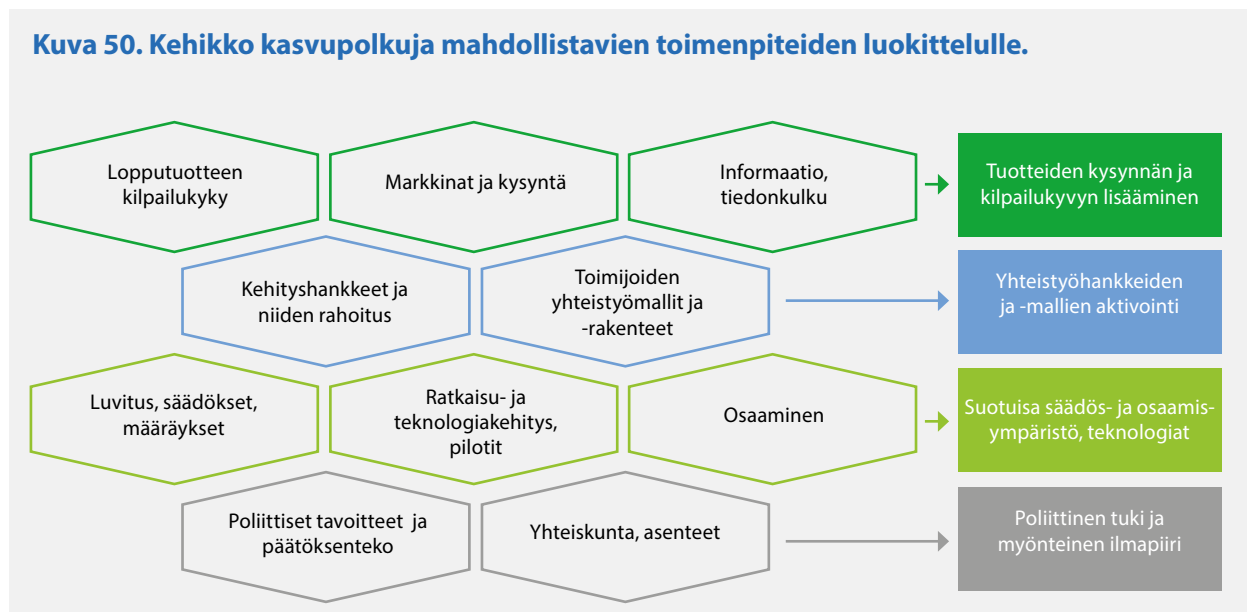 Kuva 50. Kehikko kasvupolkuja mahdollistavien toimenpiteiden luokittelulle.
Lopputuotteen
kilpailukyky
Markkinat ja kysyntä
Informaatio,
tiedonkulku
Tuotteiden kysynnän ja
kilpailukyvyn lisääminen
Kehityshankkeet ja
niiden rahoitus
Toimijoiden
yhteistyömallit ja
-rakenteet
Yhteistyöhankkeiden
ja -mallien aktivointi
Luvitus, säädökset,
määräykset
Ratkaisu- ja
teknologiakehitys,
pilotit
Osaaminen
Suotuisa säädös- ja osaamis-
ympäristö, teknologiat
Poliittiset tavoitteet ja
päätöksenteko
Yhteiskunta, asenteet
Poliittinen tuki ja
myönteinen ilmapiiri